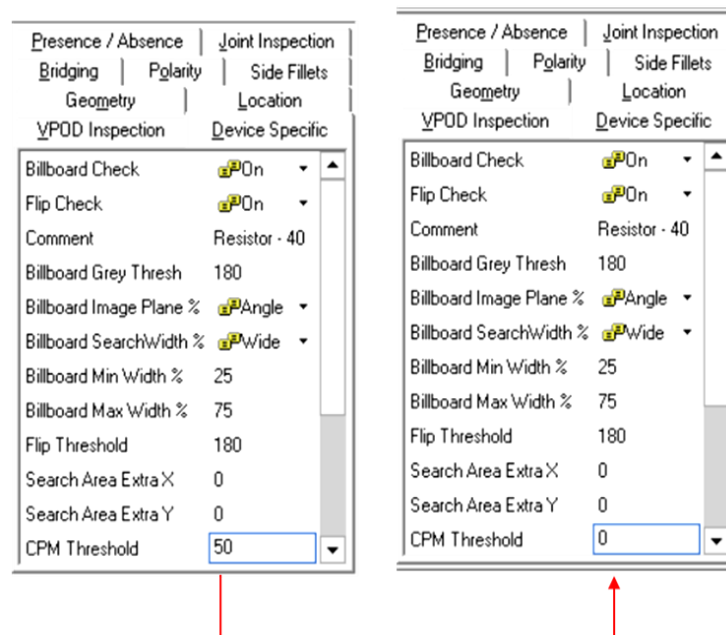 Presence / Absence Joint Inspection
Bridging Polarity Side Fillets
Geometry Location
VPOD Inspection Device Specific
Billboard Check On
Flip Check On
Comment Resistor - 40
Billboard Grey Thresh 180
Billboard Image Plane % Angle
Billboard SearchWidth % Wide
Billboard Min Width % 25
Billboard Max Width % 75
Flip Threshold 180
Search Area Extra X 0
Search Area Extra Y 0
CPM Threshold 50
Presence / Absence Joint Inspection
Bridging Polarity Side Fillets
Geometry Location
VPOD Inspection Device Specific
Billboard Check On
Flip Check On
Comment Resistor - 40
Billboard Grey Thresh 180
Billboard Image Plane % Angle
Billboard SearchWidth % Wide
Billboard Min Width % 25
Billboard Max Width % 75
Flip Threshold 180
Search Area Extra X 0
Search Area Extra Y 0
CPM Threshold 0